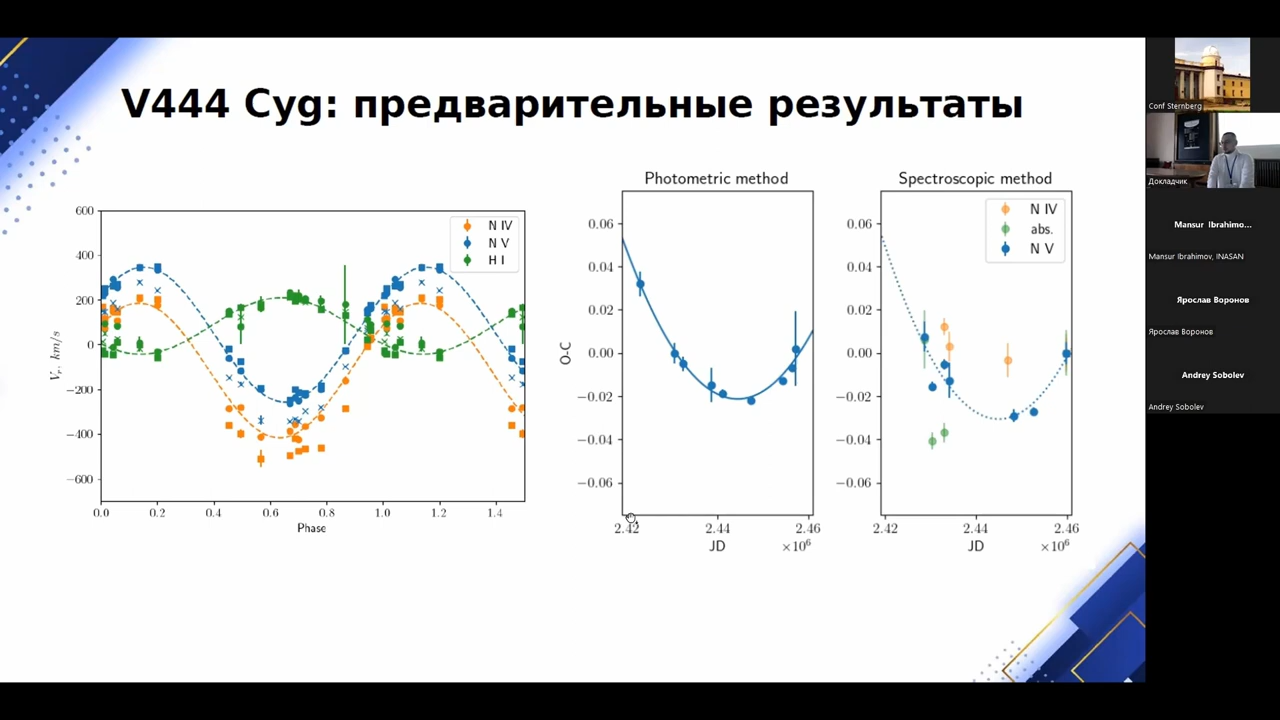 V444 Cyg: предварительные результаты
600
400
200
0
−200
−400
−600
V_r, km/s
0.0 0.2 0.4 0.6 0.8 1.0 1.2 1.4
Phase
N IV
N V
H I
Photometric method
0.06
0.04
0.02
0.00
−0.02
−0.04
−0.06
O-C
2.42 2.44 2.46
JD ×10⁶
Spectroscopic method
N IV
abs.
N V
0.06
0.04
0.02
0.00
−0.02
−0.04
−0.06
2.42 2.44 2.46
JD ×10⁶
Conf Sternberg
Докладчик
Mansur Ibrahimo...
Mansur Ibrahimov, INASAN
Ярослав Воронов
Ярослав Воронов
Andrey Sobolev
Andrey Sobolev